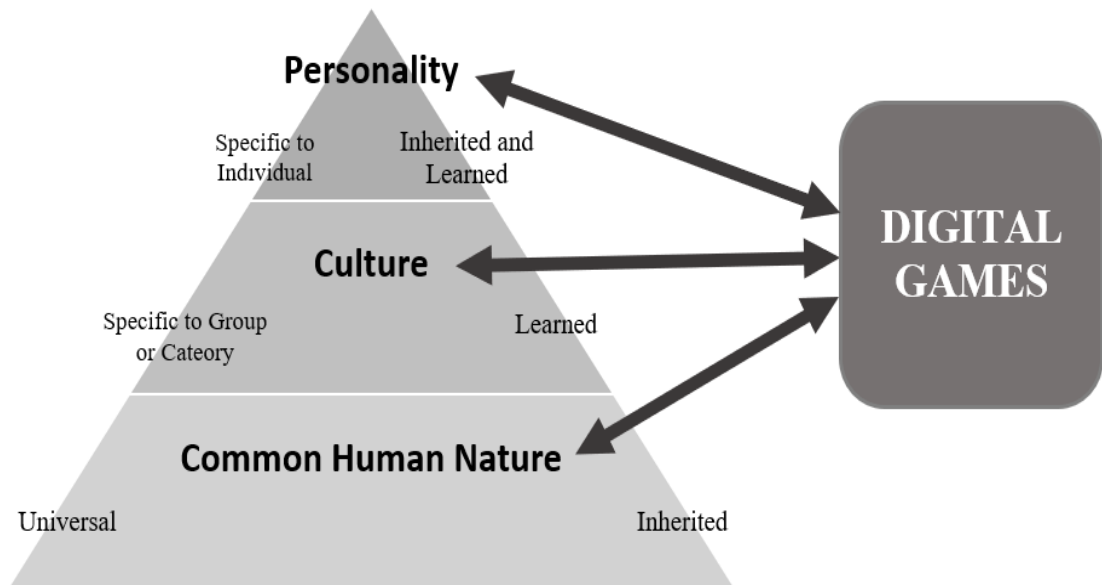 Personality
Specific to
Indıvıdual
Inherited and
Learned
Culture
Specific to Group
or Cateory
Learned
Common Human Nature
Universal
Inherited
DIGITAL
GAMES